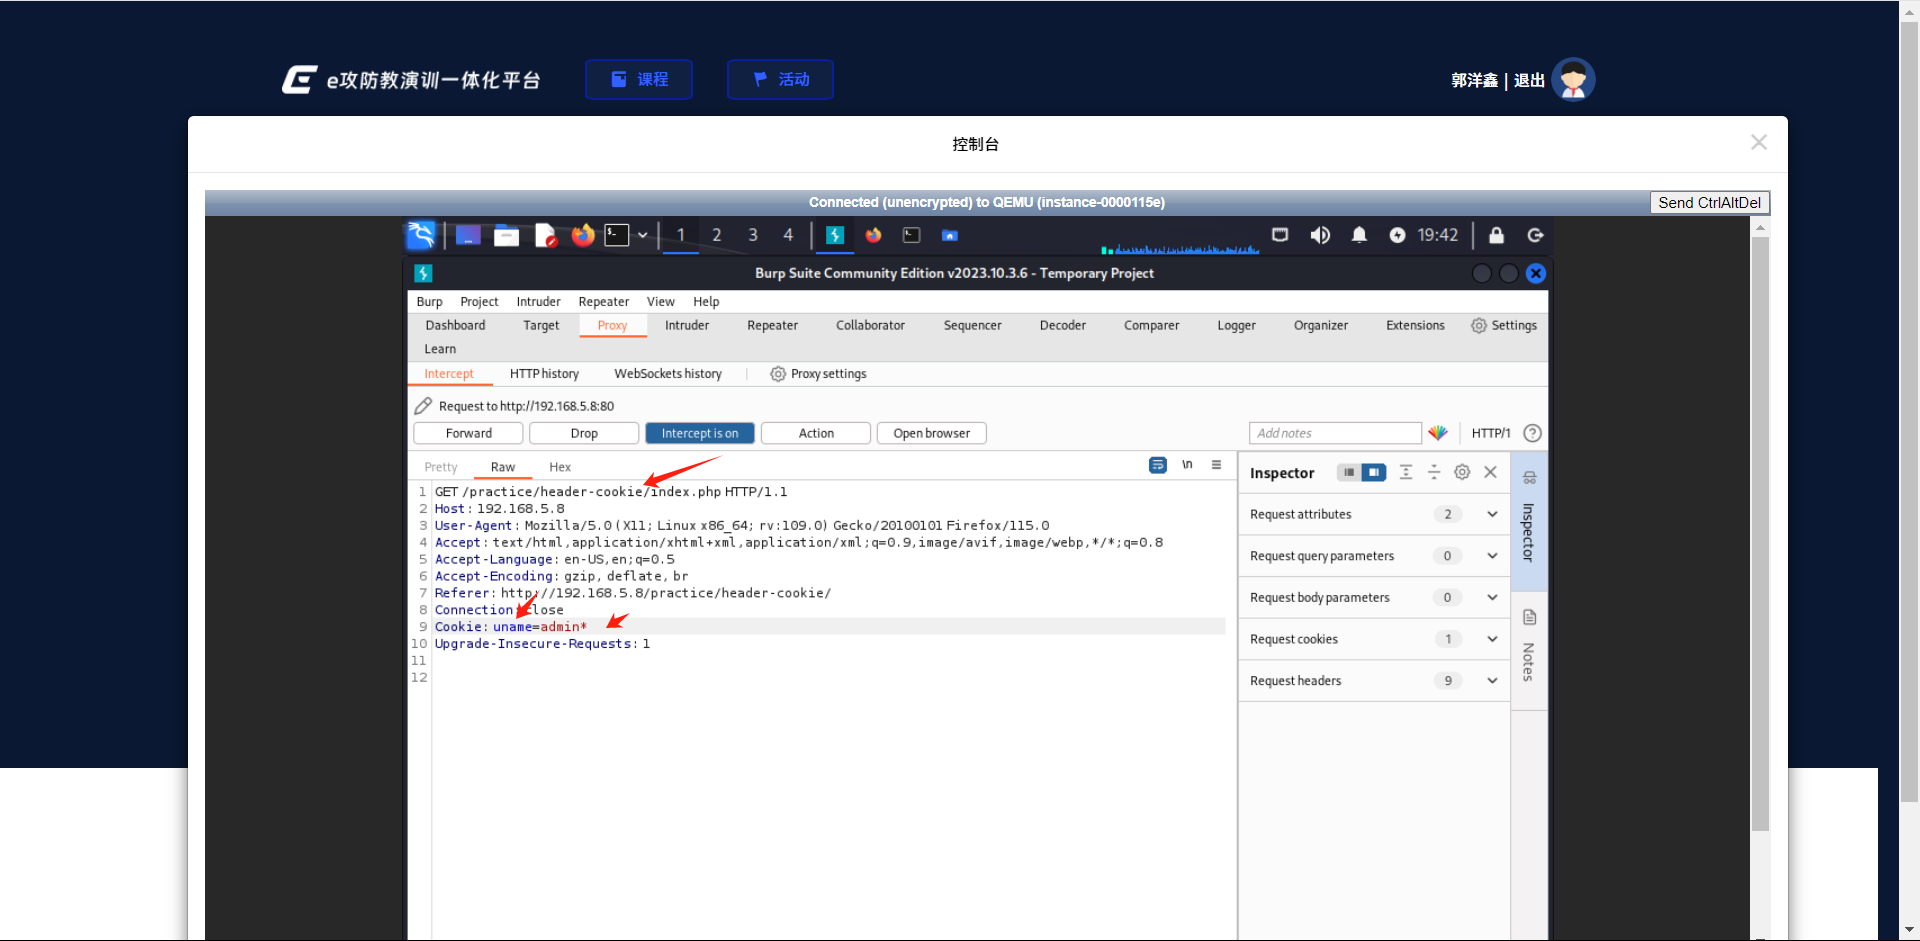 e攻防教演训一体化平台
课程
活动
郭洋鑫 | 退出
控制台
Connected (unencrypted) to QEMU (instance-0000115e)
Send CtrlAltDel
1 2 3 4
19:42
Burp Suite Community Edition v2023.10.3.6 - Temporary Project
Burp Project Intruder Repeater View Help
Dashboard Target Proxy Intruder Repeater Collaborator Sequencer Decoder Comparer Logger Organizer Extensions Settings
Learn
Intercept HTTP history WebSockets history Proxy settings
Request to http://192.168.5.8:80
Forward Drop Intercept is on Action Open browser Add notes HTTP/1
Pretty Raw Hex \n
Inspector
1 GET /practice/header-cookie/index.php HTTP/1.1
2 Host: 192.168.5.8
3 User-Agent: Mozilla/5.0 (X11; Linux x86_64; rv:109.0) Gecko/20100101 Firefox/115.0
4 Accept: text/html,application/xhtml+xml,application/xml;q=0.9,image/avif,image/webp,*/*;q=0.8
5 Accept-Language: en-US,en;q=0.5
6 Accept-Encoding: gzip, deflate, br
7 Referer: http://192.168.5.8/practice/header-cookie/
8 Connection: close
9 Cookie: uname=admin*
10 Upgrade-Insecure-Requests: 1
11
12
Request attributes 2
Request query parameters 0
Request body parameters 0
Request cookies 1
Request headers 9
Inspector
Notes